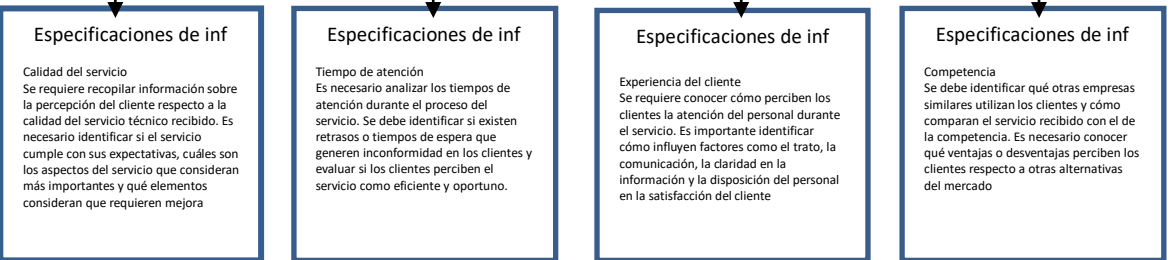 Especificaciones de inf
Calidad del servicio
Se requiere recopilar información sobre
la percepción del cliente respecto a la
calidad del servicio técnico recibido. Es
necesario identificar si el servicio
cumple con sus expectativas, cuáles son
los aspectos del servicio que consideran
más importantes y qué elementos
consideran que requieren mejora
Especificaciones de inf
Tiempo de atención
Es necesario analizar los tiempos de
atención durante el proceso del
servicio. Se debe identificar si existen
retrasos o tiempos de espera que
generen inconformidad en los clientes y
evaluar si los clientes perciben el
servicio como eficiente y oportuno.
Especificaciones de inf
Experiencia del cliente
Se requiere conocer cómo perciben los
clientes la atención del personal durante
el servicio. Es importante identificar
cómo influyen factores como el trato, la
comunicación, la claridad en la
información y la disposición del personal
en la satisfacción del cliente
Especificaciones de inf
Competencia
Se debe identificar qué otras empresas
similares utilizan los clientes y cómo
comparan el servicio recibido con el de
la competencia. Es necesario conocer
qué ventajas o desventajas perciben los
clientes respecto a otras alternativas
del mercado